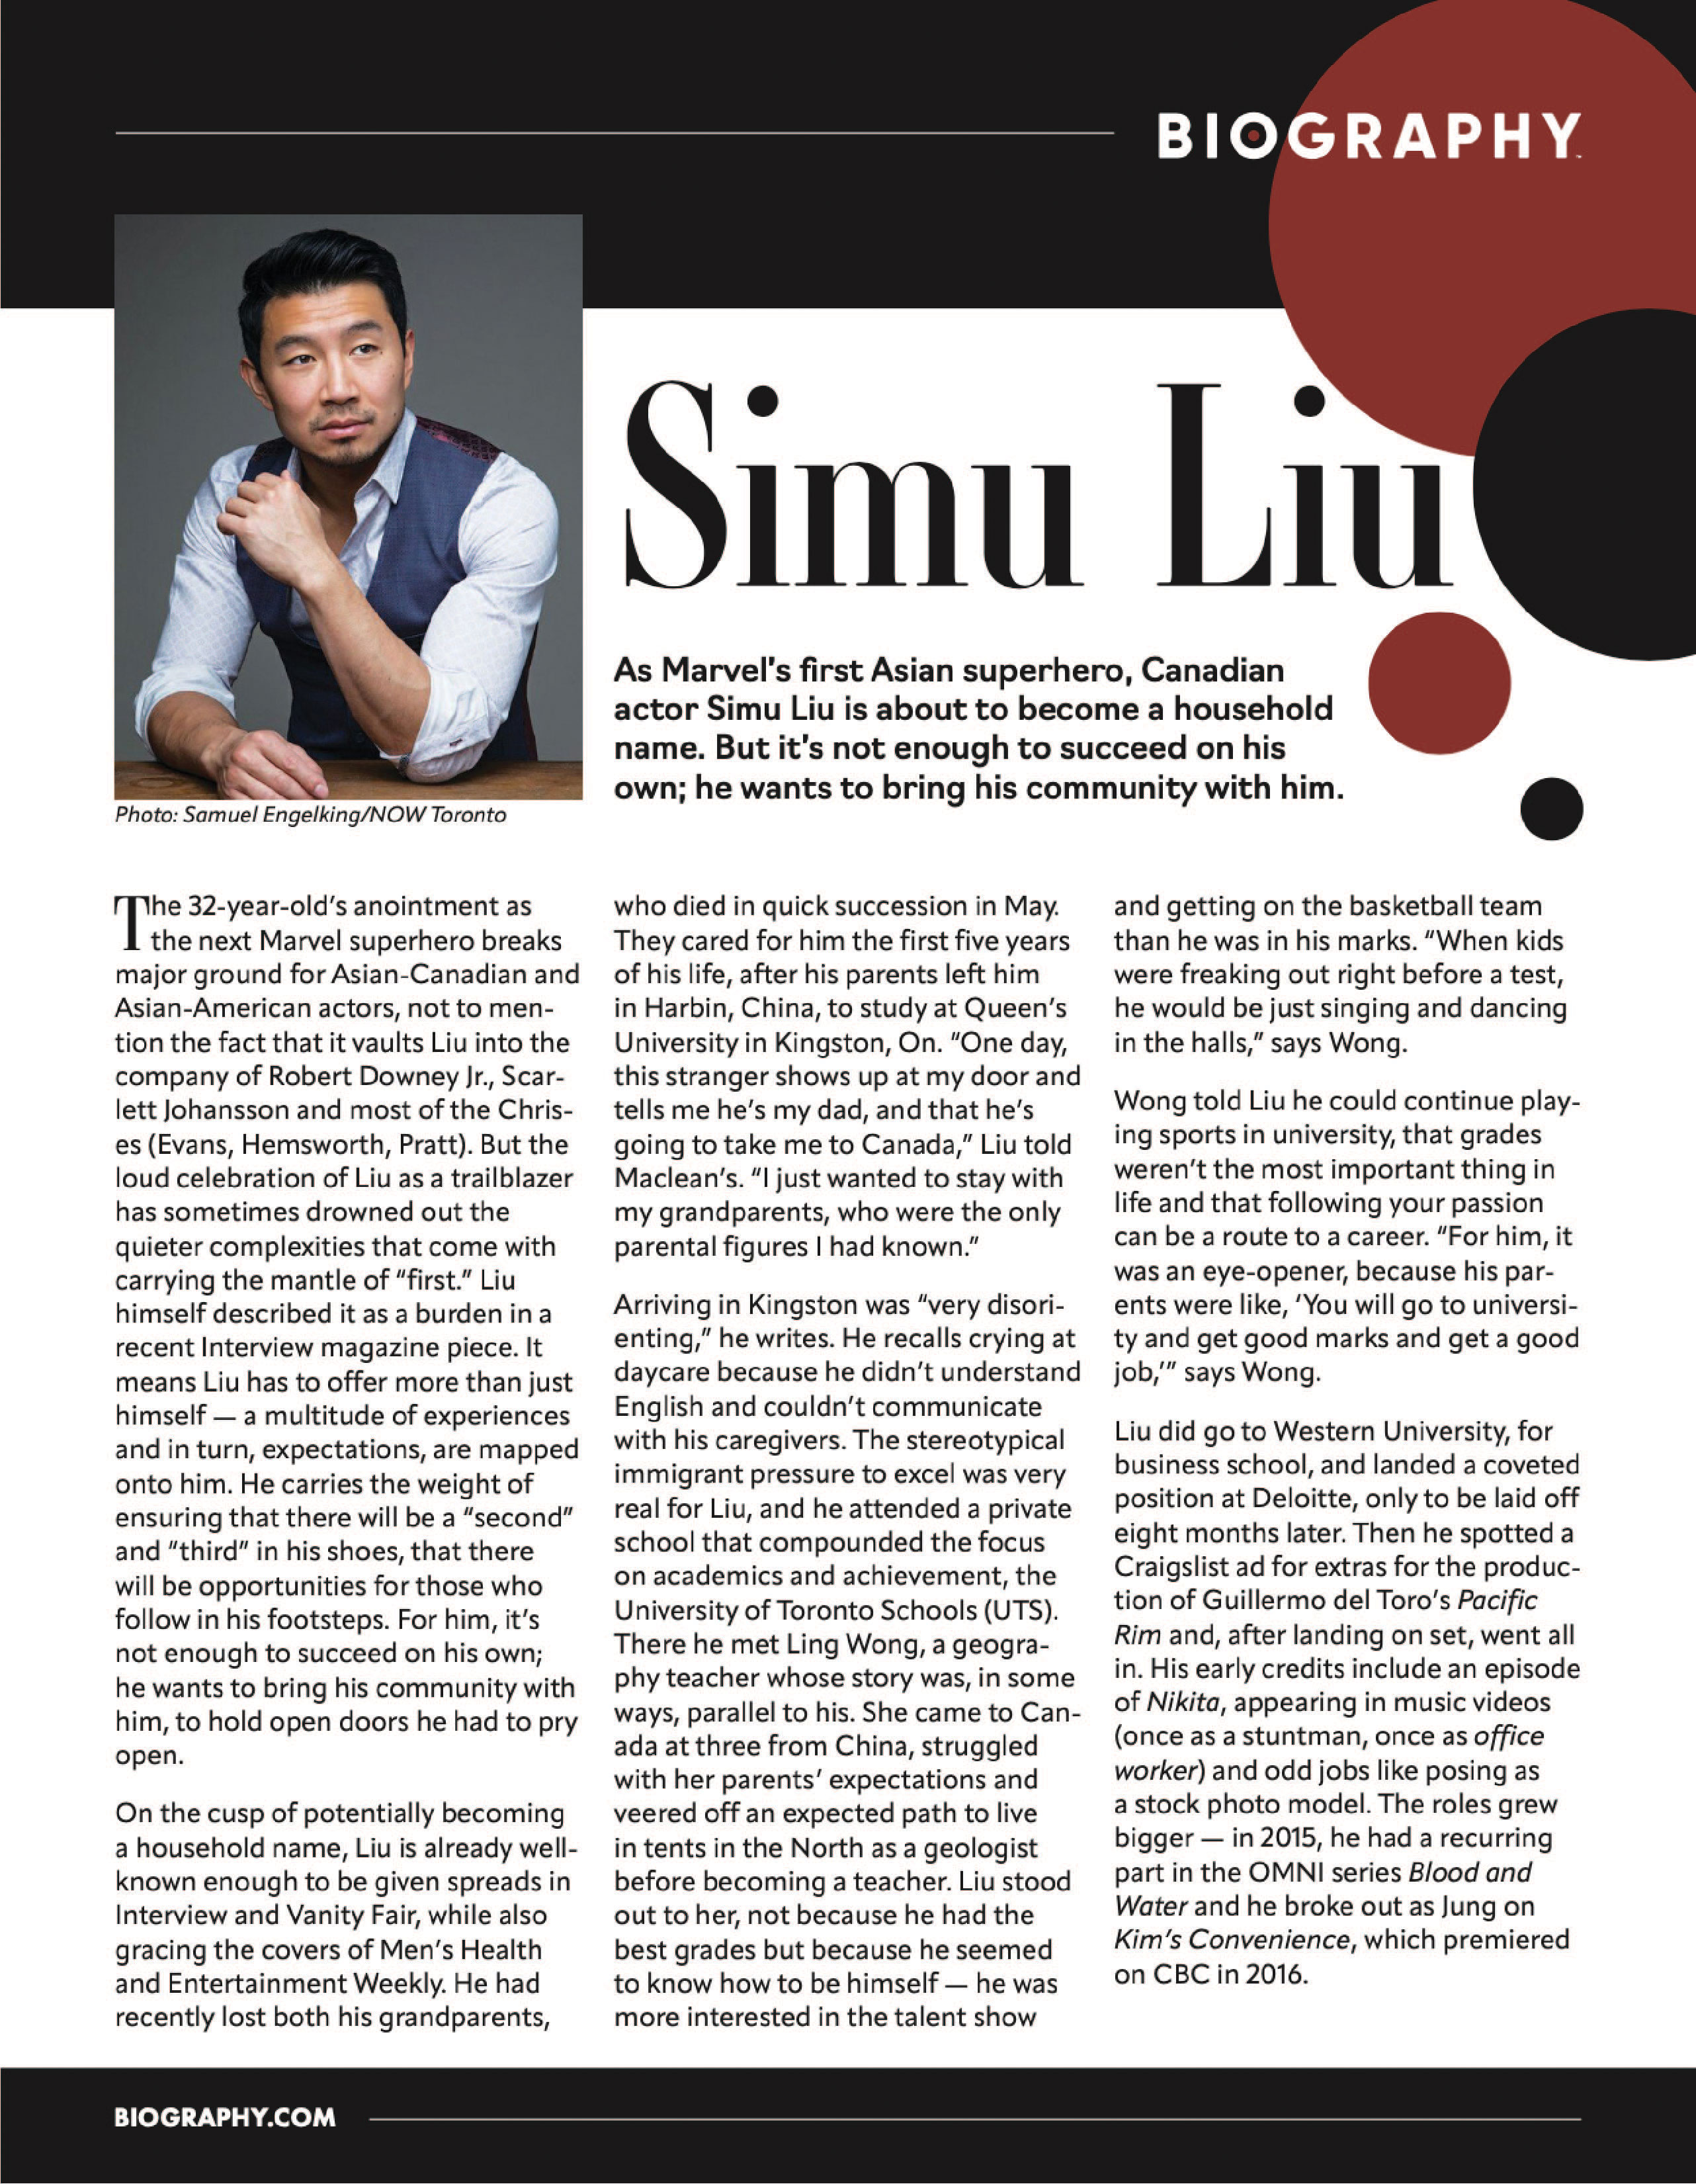 BIOGRAPHY™
Simu Liu
As Marvel's first Asian superhero, Canadian
actor Simu Liu is about to become a household
name. But it's not enough to succeed on his
own; he wants to bring his community with him.
Photo: Samuel Engelking/NOW Toronto
The 32-year-old's anointment as
the next Marvel superhero breaks
major ground for Asian-Canadian and
Asian-American actors, not to men-
tion the fact that it vaults Liu into the
company of Robert Downey Jr., Scar-
lett Johansson and most of the Chris-
es (Evans, Hemsworth, Pratt). But the
loud celebration of Liu as a trailblazer
has sometimes drowned out the
quieter complexities that come with
carrying the mantle of "first." Liu
himself described it as a burden in a
recent Interview magazine piece. It
means Liu has to offer more than just
himself — a multitude of experiences
and in turn, expectations, are mapped
onto him. He carries the weight of
ensuring that there will be a "second"
and "third" in his shoes, that there
will be opportunities for those who
follow in his footsteps. For him, it's
not enough to succeed on his own;
he wants to bring his community with
him, to hold open doors he had to pry
open.
On the cusp of potentially becoming
a household name, Liu is already well-
known enough to be given spreads in
Interview and Vanity Fair, while also
gracing the covers of Men's Health
and Entertainment Weekly. He had
recently lost both his grandparents,
who died in quick succession in May.
They cared for him the first five years
of his life, after his parents left him
in Harbin, China, to study at Queen's
University in Kingston, On. "One day,
this stranger shows up at my door and
tells me he's my dad, and that he's
going to take me to Canada," Liu told
Maclean's. "I just wanted to stay with
my grandparents, who were the only
parental figures I had known."
Arriving in Kingston was "very disori-
enting," he writes. He recalls crying at
daycare because he didn't understand
English and couldn't communicate
with his caregivers. The stereotypical
immigrant pressure to excel was very
real for Liu, and he attended a private
school that compounded the focus
on academics and achievement, the
University of Toronto Schools (UTS).
There he met Ling Wong, a geogra-
phy teacher whose story was, in some
ways, parallel to his. She came to Can-
ada at three from China, struggled
with her parents' expectations and
veered off an expected path to live
in tents in the North as a geologist
before becoming a teacher. Liu stood
out to her, not because he had the
best grades but because he seemed
to know how to be himself — he was
more interested in the talent show
and getting on the basketball team
than he was in his marks. "When kids
were freaking out right before a test,
he would be just singing and dancing
in the halls," says Wong.
Wong told Liu he could continue play-
ing sports in university, that grades
weren't the most important thing in
life and that following your passion
can be a route to a career. "For him, it
was an eye-opener, because his par-
ents were like, 'You will go to universi-
ty and get good marks and get a good
job,'" says Wong.
Liu did go to Western University, for
business school, and landed a coveted
position at Deloitte, only to be laid off
eight months later. Then he spotted a
Craigslist ad for extras for the produc-
tion of Guillermo del Toro's Pacific
Rim and, after landing on set, went all
in. His early credits include an episode
of Nikita, appearing in music videos
(once as a stuntman, once as office
worker) and odd jobs like posing as
a stock photo model. The roles grew
bigger — in 2015, he had a recurring
part in the OMNI series Blood and
Water and he broke out as Jung on
Kim's Convenience, which premiered
on CBC in 2016.
BIOGRAPHY.COM